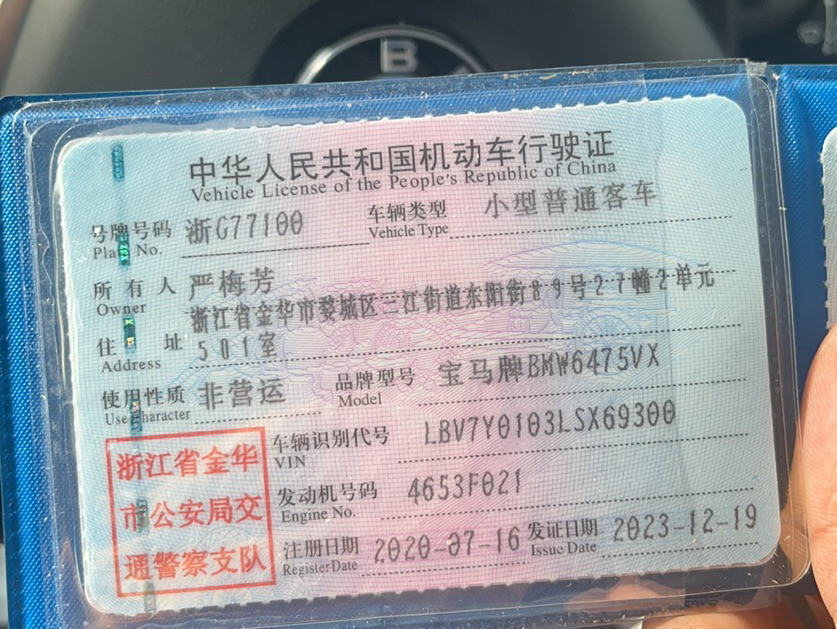 B
中华人民共和国机动车行驶证
Vehicle License of the People's Republic of China
号牌号码 浙G77100 车辆类型 小型普通客车
Plate No. Vehicle Type
所有人 严梅芳
Owner
浙江省金华市婺城区三江街道东阳街89号27幢2单元
住址 501室
Address
使用性质 非营运 品牌型号 宝马牌BMW6475VX
Use Character Model
车辆识别代号 LBV7Y0103LSX69300
VIN
发动机号码 4653F021
Engine No.
注册日期 2020-07-16 发证日期 2023-12-19
Register Date Issue Date
浙江省金华
市公安局交
通警察支队